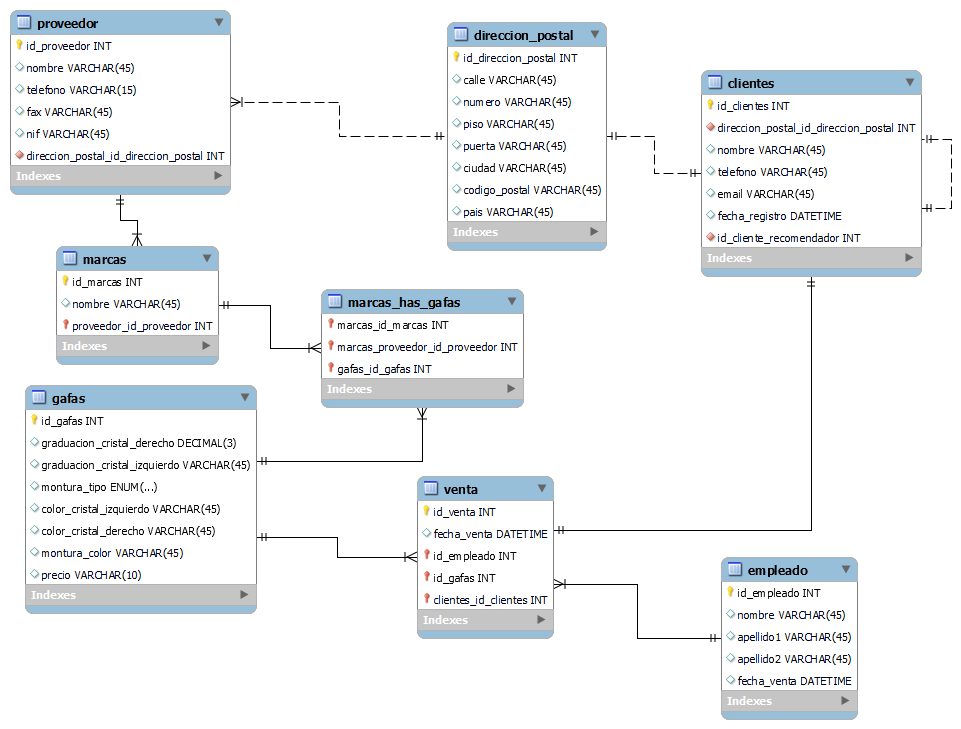 proveedor
id_proveedor INT
nombre VARCHAR(45)
telefono VARCHAR(15)
fax VARCHAR(45)
nif VARCHAR(45)
direccion_postal_id_direccion_postal INT
Indexes
direccion_postal
id_direccion_postal INT
calle VARCHAR(45)
numero VARCHAR(45)
piso VARCHAR(45)
puerta VARCHAR(45)
ciudad VARCHAR(45)
codigo_postal VARCHAR(45)
pais VARCHAR(45)
Indexes
clientes
id_clientes INT
direccion_postal_id_direccion_postal INT
nombre VARCHAR(45)
telefono VARCHAR(45)
email VARCHAR(45)
fecha_registro DATETIME
id_cliente_recomendador INT
Indexes
marcas
id_marcas INT
nombre VARCHAR(45)
proveedor_id_proveedor INT
Indexes
marcas_has_gafas
marcas_id_marcas INT
marcas_proveedor_id_proveedor INT
gafas_id_gafas INT
Indexes
gafas
id_gafas INT
graduacion_cristal_derecho DECIMAL(3)
graduacion_cristal_izquierdo VARCHAR(45)
montura_tipo ENUM(...)
color_cristal_izquierdo VARCHAR(45)
color_cristal_derecho VARCHAR(45)
montura_color VARCHAR(45)
precio VARCHAR(10)
Indexes
venta
id_venta INT
fecha_venta DATETIME
id_empleado INT
id_gafas INT
clientes_id_clientes INT
Indexes
empleado
id_empleado INT
nombre VARCHAR(45)
apellido1 VARCHAR(45)
apellido2 VARCHAR(45)
fecha_venta DATETIME
Indexes